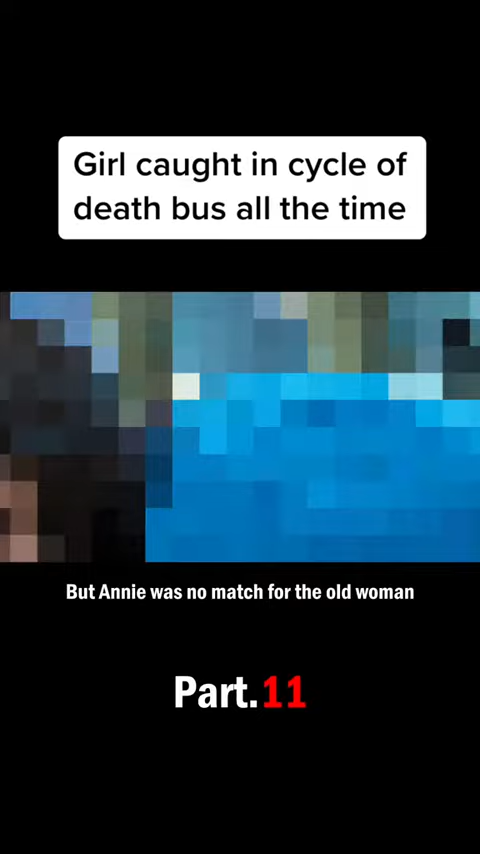 Girl caught in cycle of
death bus all the time
But Annie was no match for the old woman
Part.11